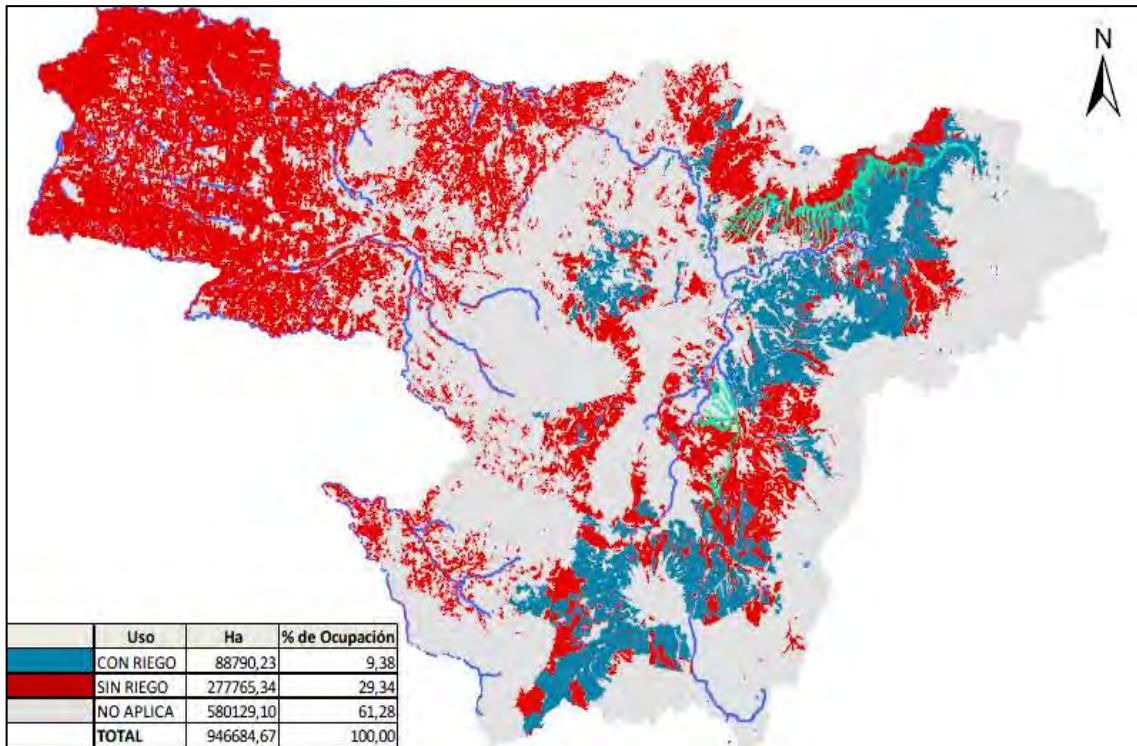 N
Uso Ha % de Ocupación
CON RIEGO 88790,23 9,38
SIN RIEGO 277765,34 29,34
NO APLICA 580129,10 61,28
TOTAL 946684,67 100,00